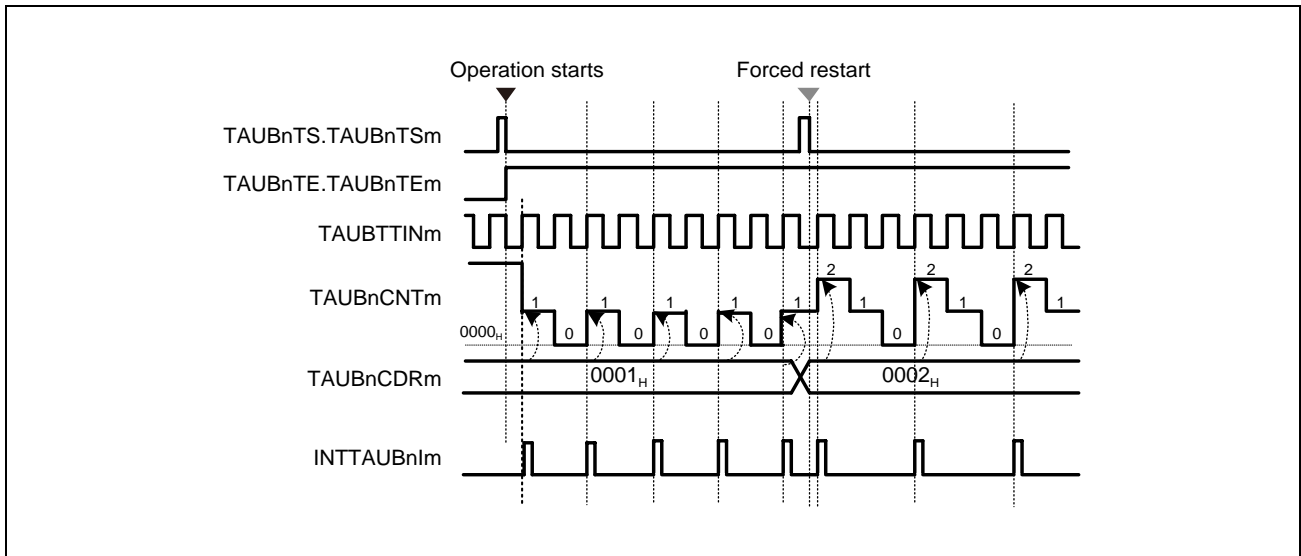 Operation starts Forced restart
TAUBnTS.TAUBnTSm
TAUBnTE.TAUBnTEm
TAUBTTINm
2 2 2
TAUBnCNTm 1 1 1 1 1 1 1 1
0000H 0 0 0 0 0 0
TAUBnCDRm 0001H 0002H
INTTAUBnIm